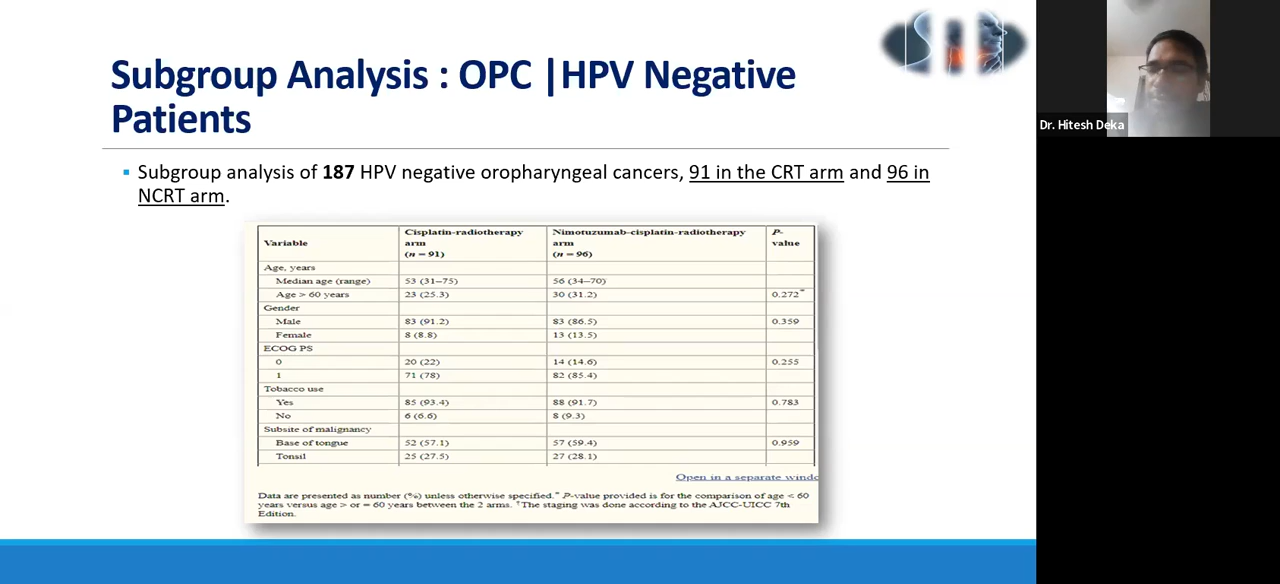 Subgroup Analysis : OPC |HPV Negative
Patients
▪ Subgroup analysis of 187 HPV negative oropharyngeal cancers, 91 in the CRT arm and 96 in
NCRT arm.
Variable Cisplatin-radiotherapy arm (n = 91) Nimotuzumab-cisplatin-radiotherapy arm (n = 96) P-value
Age, years
Median age (range) 53 (31–75) 56 (34–70)
Age > 60 years 23 (25.3) 30 (31.2) 0.272*
Gender
Male 83 (91.2) 83 (86.5) 0.359
Female 8 (8.8) 13 (13.5)
ECOG PS
0 20 (22) 14 (14.6) 0.255
1 71 (78) 82 (85.4)
Tobacco use
Yes 85 (93.4) 88 (91.7) 0.783
No 6 (6.6) 8 (9.3)
Subsite of malignancy
Base of tongue 52 (57.1) 57 (59.4) 0.959
Tonsil 25 (27.5) 27 (28.1)
Open in a separate windo
Data are presented as number (%) unless otherwise specified.* P-value provided is for the comparison of age < 60
years versus age > or = 60 years between the 2 arms. †The staging was done according to the AJCC-UICC 7th
Edition.
Dr. Hitesh Deka